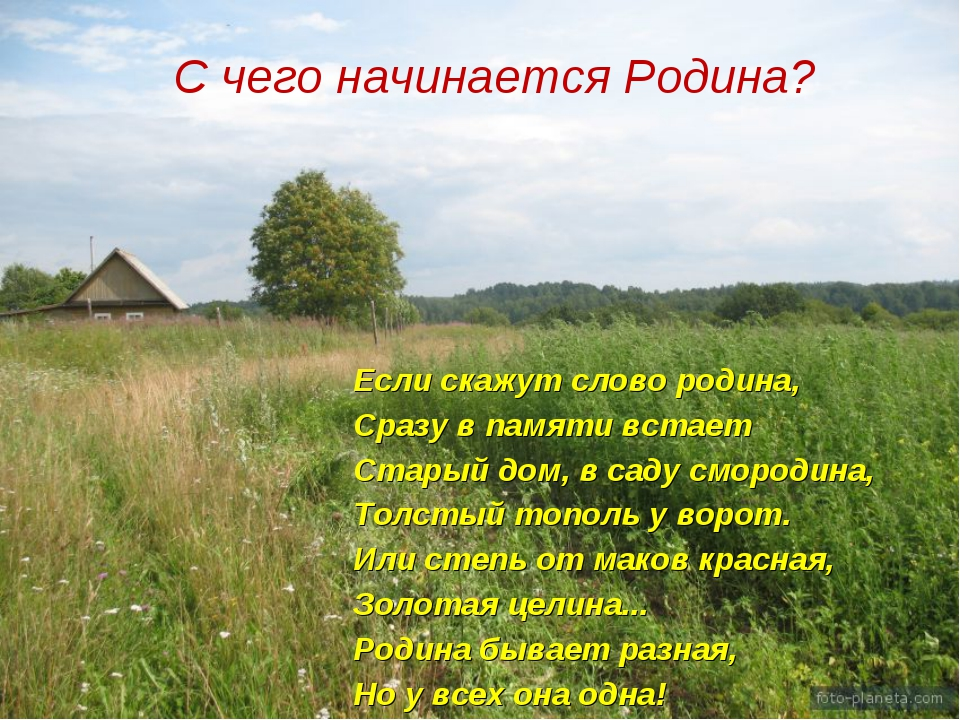 С чего начинается Родина?
Если скажут слово родина,
Сразу в памяти встает
Старый дом, в саду смородина,
Толстый тополь у ворот.
Или степь от маков красная,
Золотая целина...
Родина бывает разная,
Но у всех она одна!
foto-planeta.com